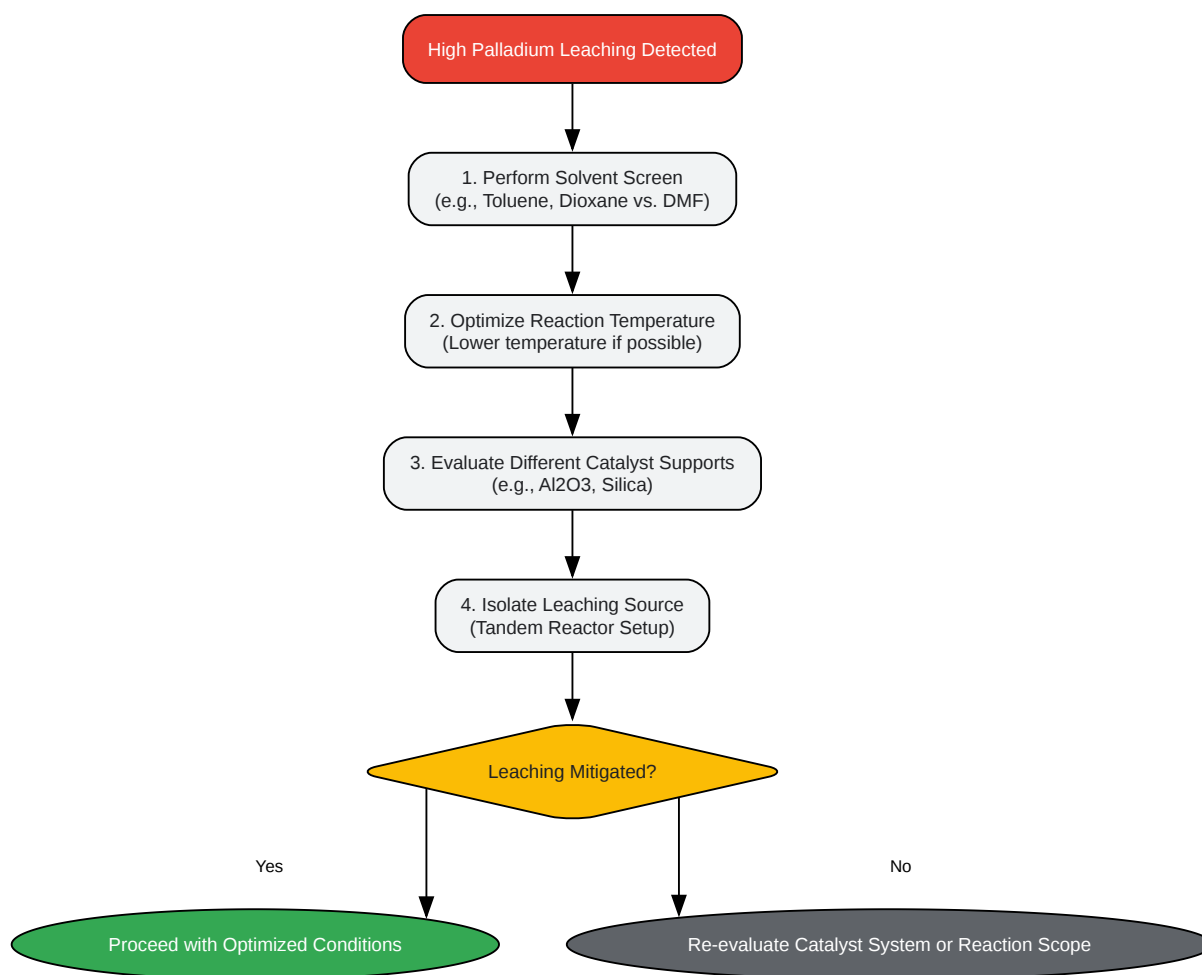 High Palladium Leaching Detected
1. Perform Solvent Screen
(e.g., Toluene, Dioxane vs. DMF)
2. Optimize Reaction Temperature
(Lower temperature if possible)
3. Evaluate Different Catalyst Supports
(e.g., Al2O3, Silica)
4. Isolate Leaching Source
(Tandem Reactor Setup)
Leaching Mitigated?
Yes
No
Proceed with Optimized Conditions
Re-evaluate Catalyst System or Reaction Scope